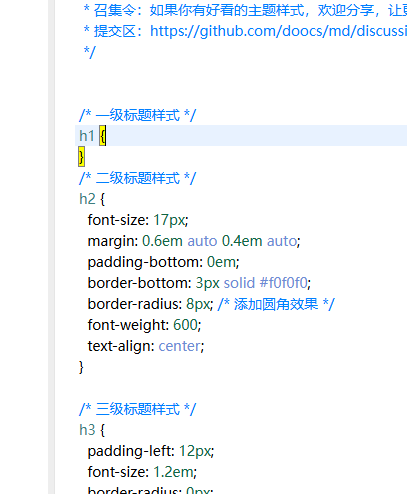 * 召集令：如果你有好看的主题样式，欢迎分享，让
* 提交区：https://github.com/doocs/md/discussi
*/
/* 一级标题样式 */
h1 {
}
/* 二级标题样式 */
h2 {
font-size: 17px;
margin: 0.6em auto 0.4em auto;
padding-bottom: 0em;
border-bottom: 3px solid #f0f0f0;
border-radius: 8px; /* 添加圆角效果 */
font-weight: 600;
text-align: center;
}
/* 三级标题样式 */
h3 {
padding-left: 12px;
font-size: 1.2em;
border-radius: 0px;